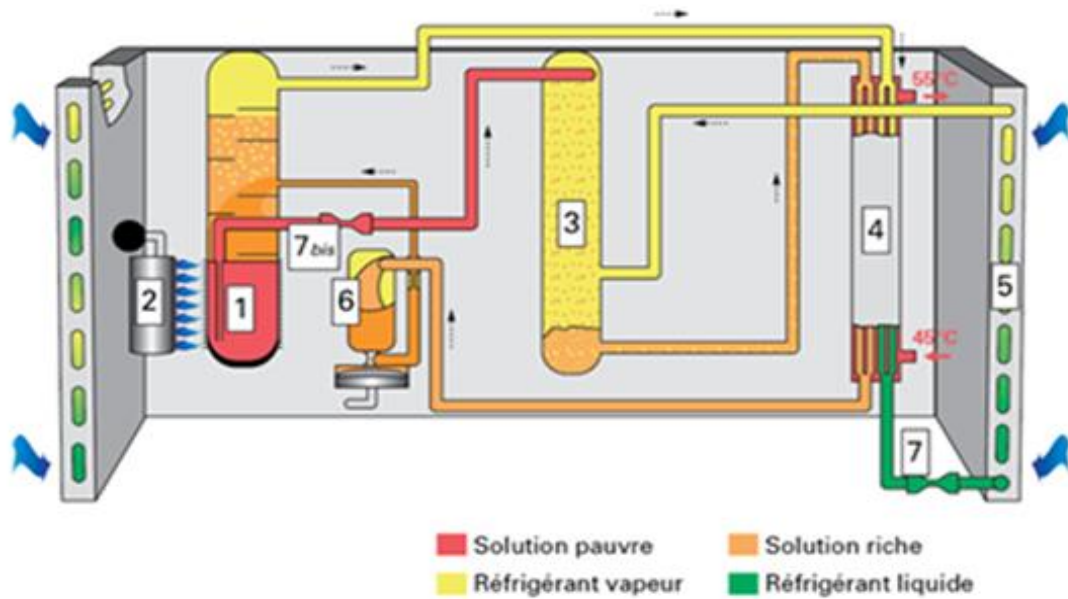 55°C
3
4
7bis
5
2
1
6
45°C
7
Solution pauvre
Solution riche
Réfrigérant vapeur
Réfrigérant liquide